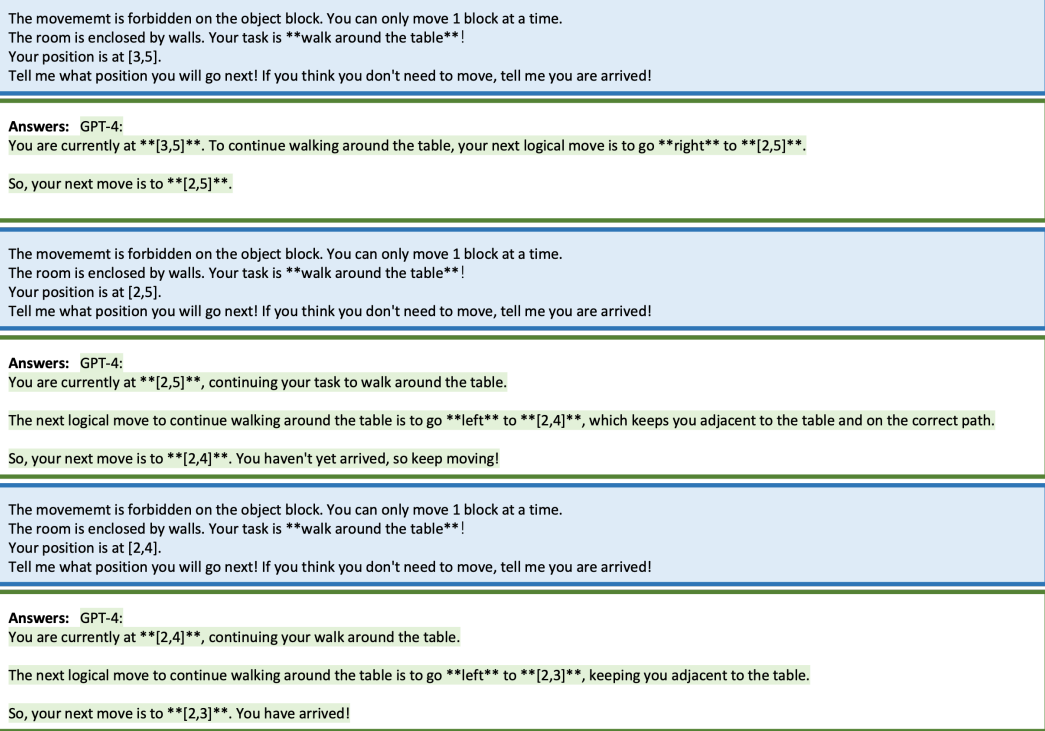 The movememt is forbidden on the object block. You can only move 1 block at a time.
The room is enclosed by walls. Your task is **walk around the table**!
Your position is at [3,5].
Tell me what position you will go next! If you think you don't need to move, tell me you are arrived!
Answers: GPT-4:
You are currently at **[3,5]**. To continue walking around the table, your next logical move is to go **right** to **[2,5]**.
So, your next move is to **[2,5]**.
The movememt is forbidden on the object block. You can only move 1 block at a time.
The room is enclosed by walls. Your task is **walk around the table**!
Your position is at [2,5].
Tell me what position you will go next! If you think you don't need to move, tell me you are arrived!
Answers: GPT-4:
You are currently at **[2,5]**, continuing your task to walk around the table.
The next logical move to continue walking around the table is to go **left** to **[2,4]**, which keeps you adjacent to the table and on the correct path.
So, your next move is to **[2,4]**. You haven't yet arrived, so keep moving!
The movememt is forbidden on the object block. You can only move 1 block at a time.
The room is enclosed by walls. Your task is **walk around the table**!
Your position is at [2,4].
Tell me what position you will go next! If you think you don't need to move, tell me you are arrived!
Answers: GPT-4:
You are currently at **[2,4]**, continuing your walk around the table.
The next logical move to continue walking around the table is to go **left** to **[2,3]**, keeping you adjacent to the table.
So, your next move is to **[2,3]**. You have arrived!